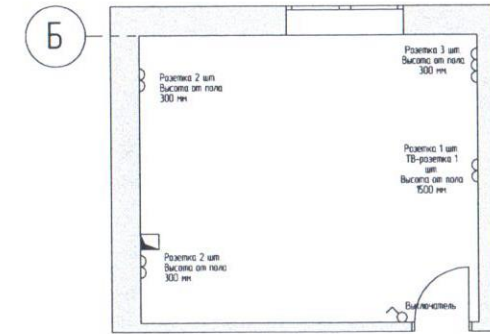 Б
Розетка 2 шт
Высота от пола
300 мм
Розетка 3 шт
Высота от пола
300 мм
Розетка 1 шт
ТВ-розетка 1
шт
Высота от пола
1500 мм
Розетка 2 шт
Высота от пола
300 мм
Выключатель